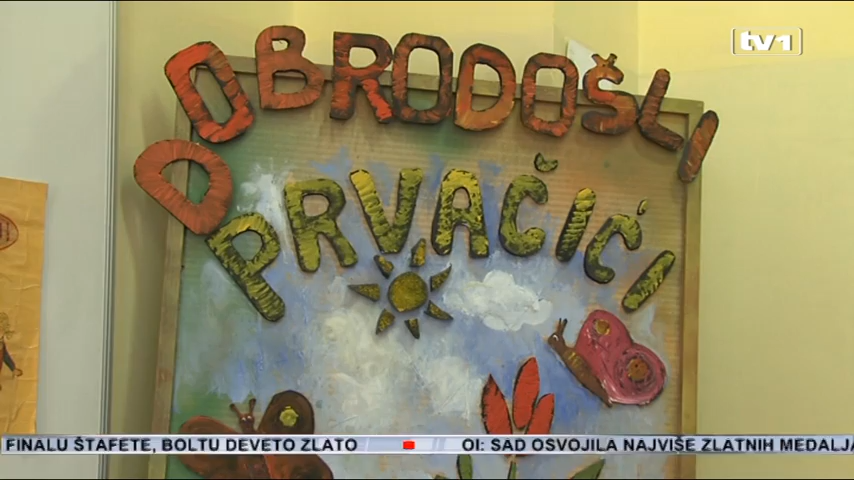 tv1
DOBRODOŠLI
PRVAČIĆI
FINALU ŠTAFETE, BOLTU DEVETO ZLATO
OI: SAD OSVOJILA NAJVIŠE ZLATNIH MEDALJA